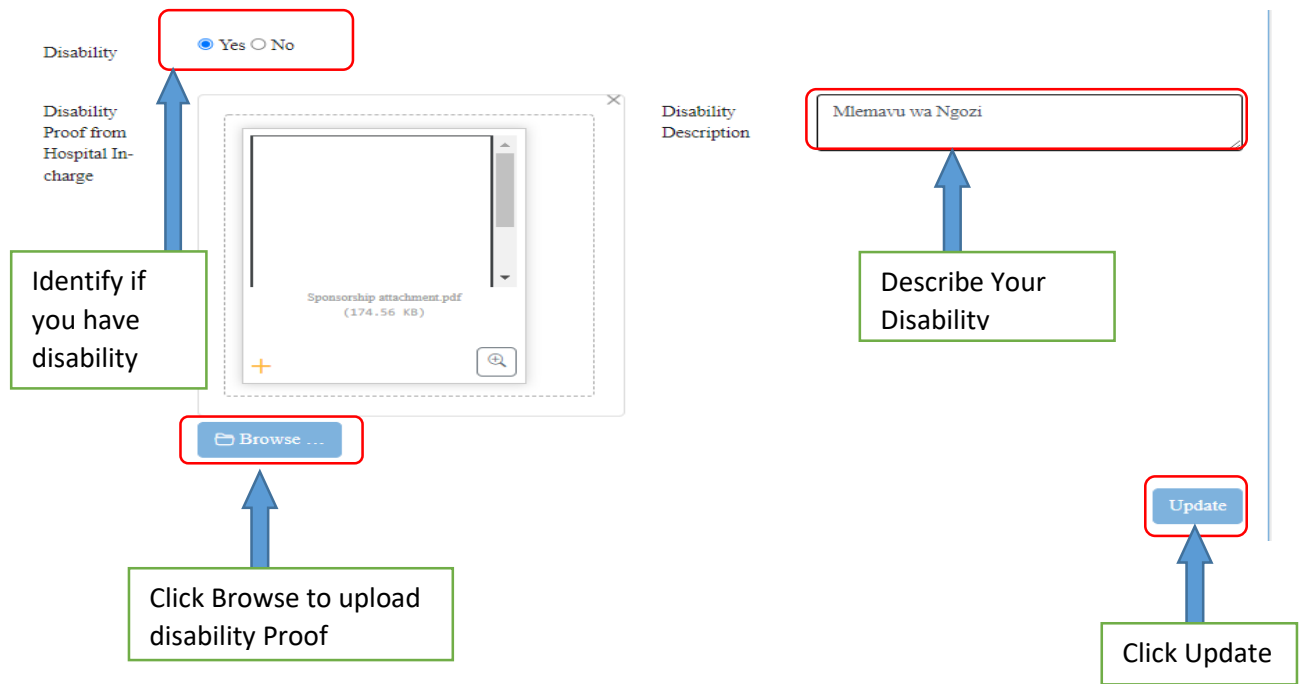 Disability
Yes No
Disability
Proof from
Hospital In-
charge
Sponsorship attachment.pdf
(174.56 KB)
Browse ...
Disability
Description
Mlemavu wa Ngozi
Identify if
you have
disability
Describe Your
Disability
Click Browse to upload
disability Proof
Update
Click Update